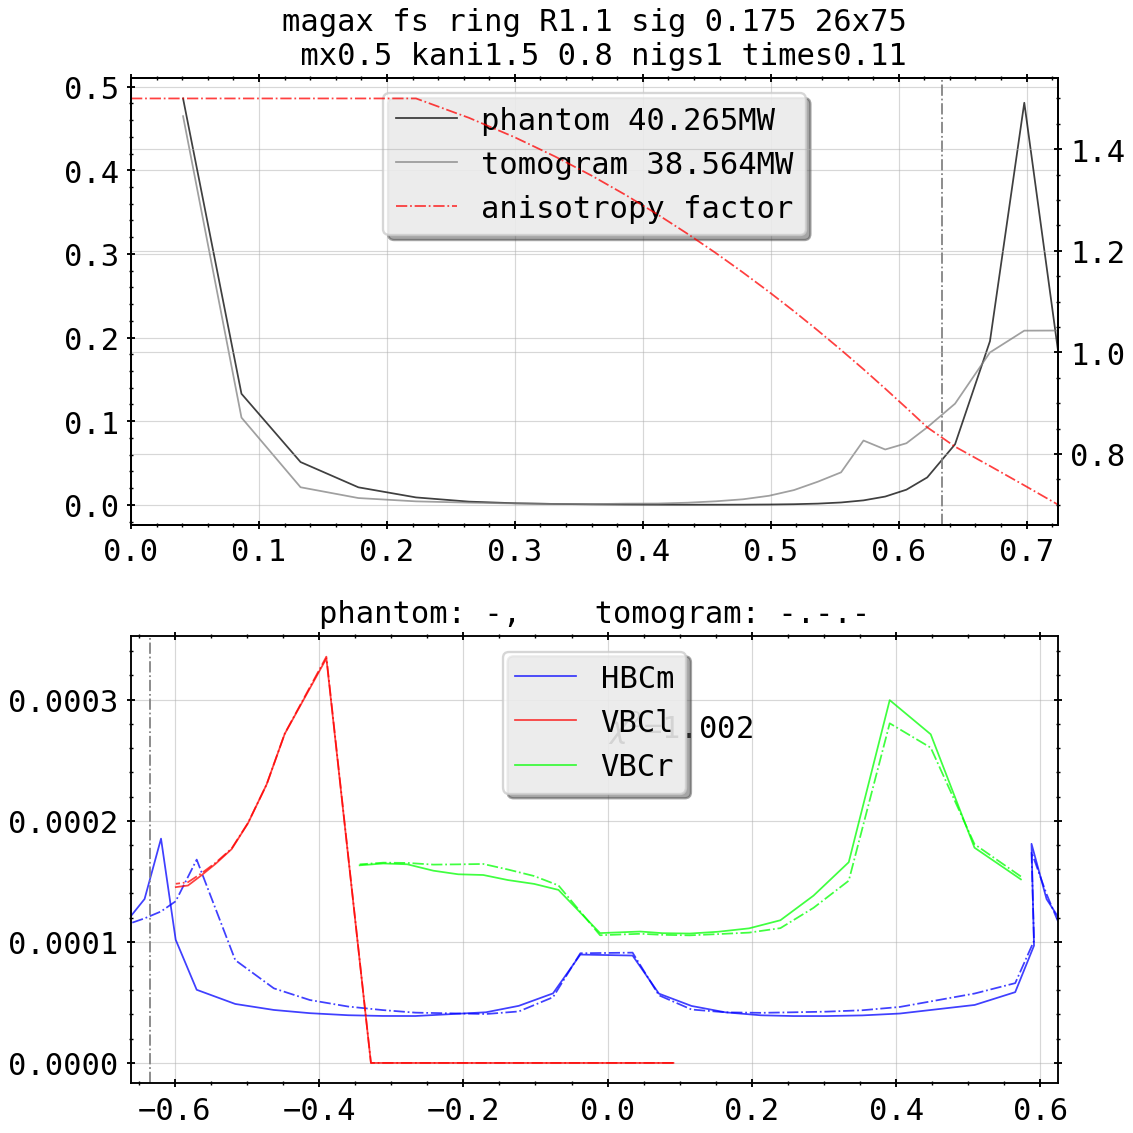 magax fs ring R1.1 sig 0.175 26x75
mx0.5 kani1.5 0.8 nigs1 times0.11
0.5
0.4
0.3
0.2
0.1
0.0
1.4
1.2
1.0
0.8
phantom 40.265MW
tomogram 38.564MW
anisotropy factor
0.0 0.1 0.2 0.3 0.4 0.5 0.6 0.7
phantom: -, tomogram: -.-.-
0.0003
0.0002
0.0001
0.0000
HBCm
VBCl
VBCr
1.002
−0.6 −0.4 −0.2 0.0 0.2 0.4 0.6